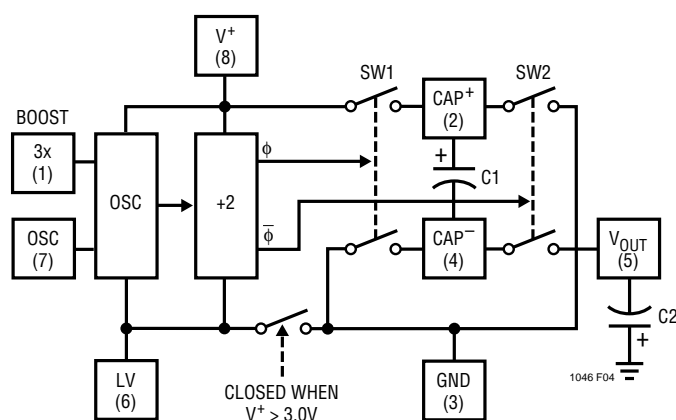 V+
(8)
SW1
SW2
CAP+
(2)
BOOST
3x
(1)
OSC
+2
ϕ
+
C1
ϕ̅
OSC
(7)
CAP−
(4)
VOUT
(5)
C2
+
LV
(6)
CLOSED WHEN
V+ > 3.0V
GND
(3)
1046 F04